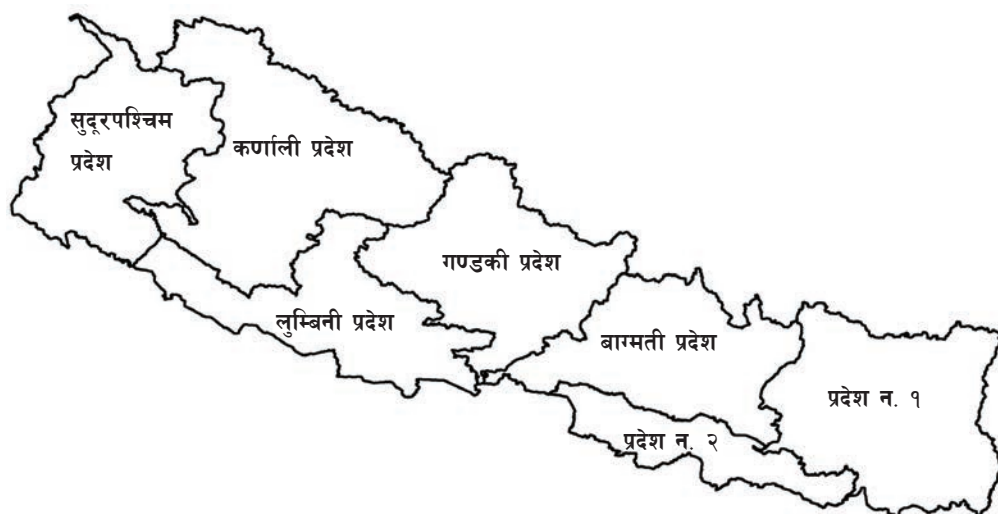 सुदूरपश्चिम
प्रदेश
कर्णाली प्रदेश
गण्डकी प्रदेश
लुम्बिनी प्रदेश
बाग्मती प्रदेश
प्रदेश न. १
प्रदेश न. २